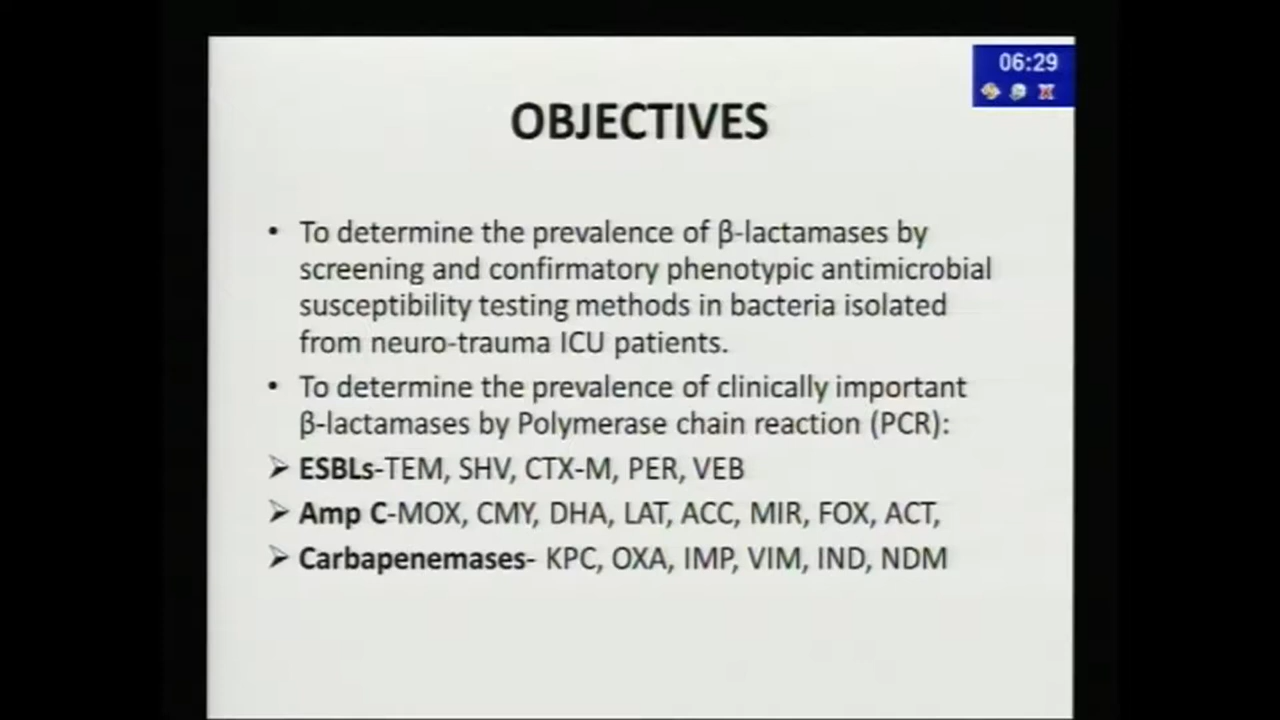 06:29
OBJECTIVES
• To determine the prevalence of β-lactamases by
screening and confirmatory phenotypic antimicrobial
susceptibility testing methods in bacteria isolated
from neuro-trauma ICU patients.
• To determine the prevalence of clinically important
β-lactamases by Polymerase chain reaction (PCR):
➢ ESBLs-TEM, SHV, CTX-M, PER, VEB
➢ Amp C-MOX, CMY, DHA, LAT, ACC, MIR, FOX, ACT,
➢ Carbapenemases- KPC, OXA, IMP, VIM, IND, NDM